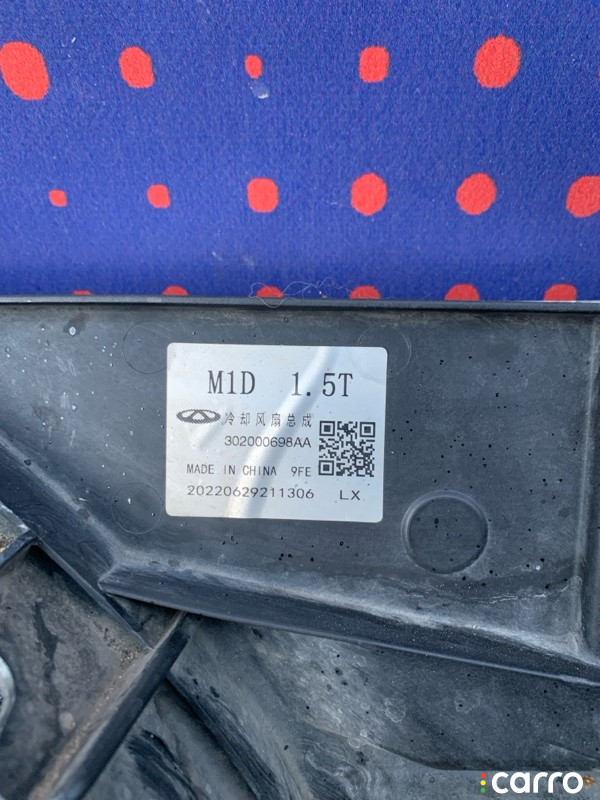 M1D 1.5T
冷却风扇总成
302000698AA
MADE IN CHINA 9FE
20220629211306 LX
carro